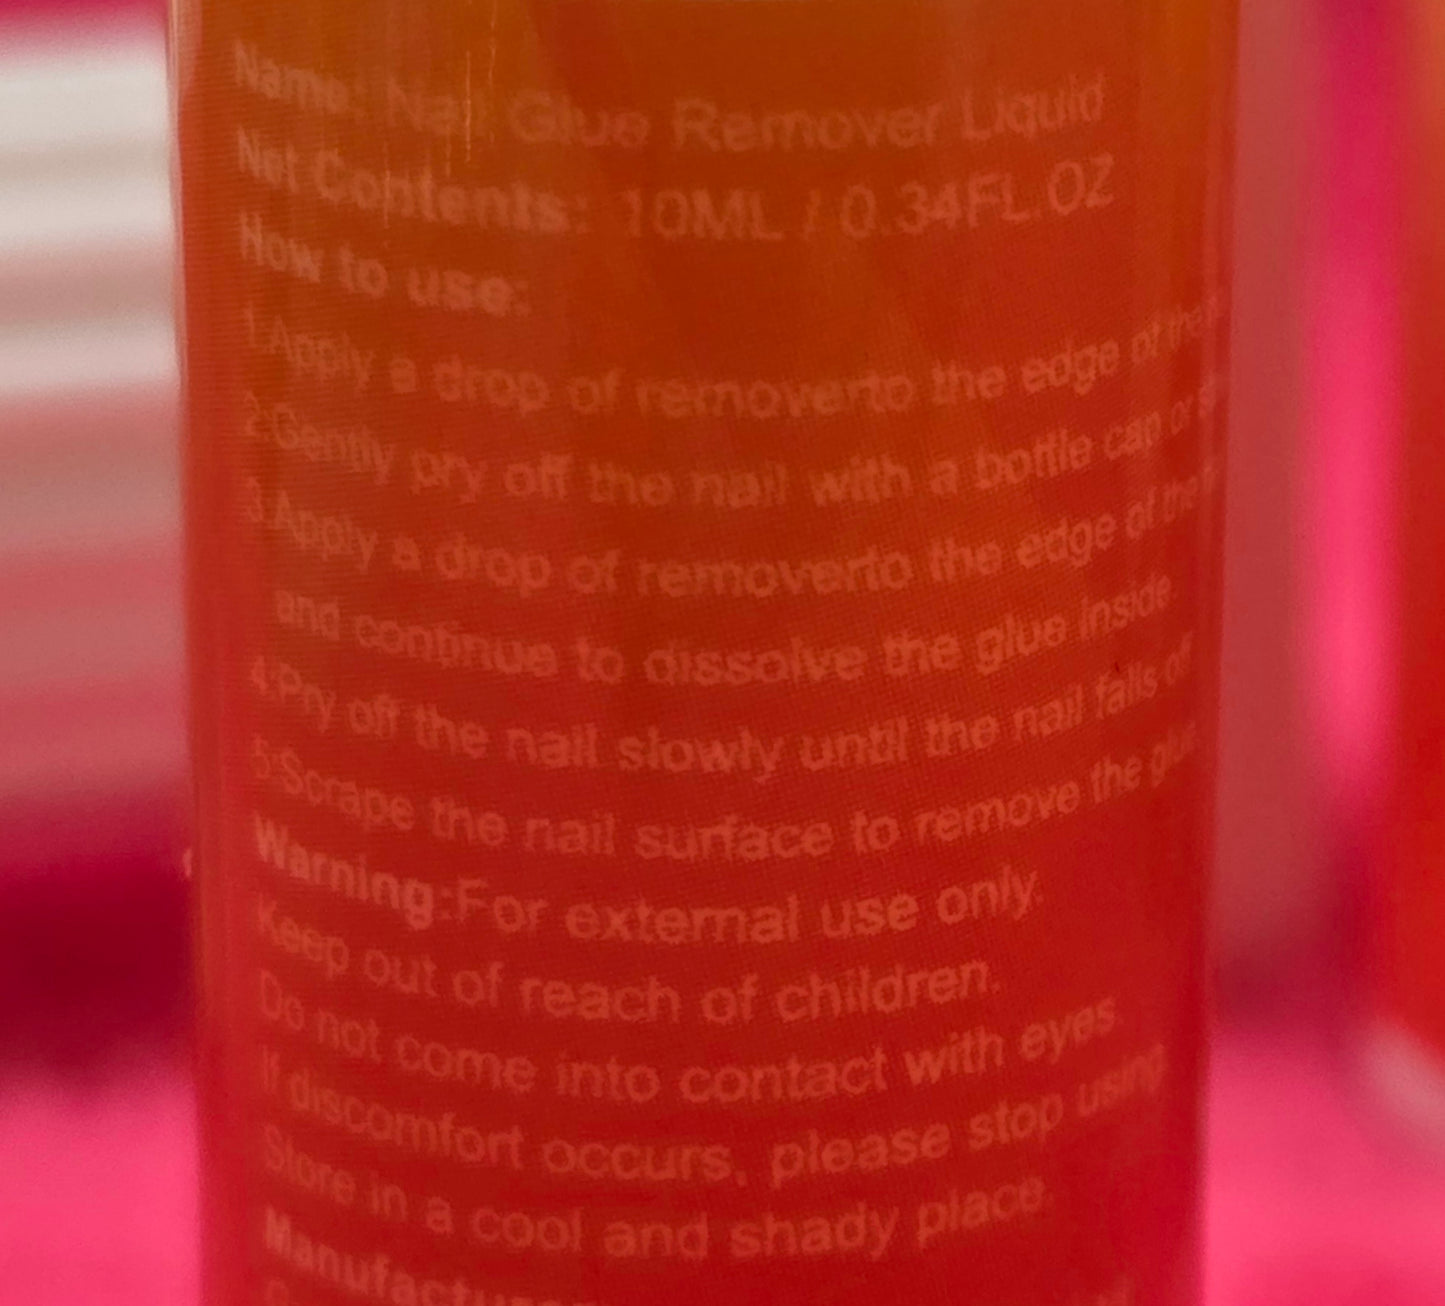 Name: Nail Glue Remover Liquid
Net Contents: 10ML / 0.34FL.OZ
How to use:
1.Apply a drop of removerto the edge of the
2.Gently pry off the nail with a bottle cap or
3.Apply a drop of removerto the edge of the
and continue to dissolve the glue inside
4.Pry off the nail slowly until the nail falls off
5.Scrape the nail surface to remove the glue
Warning:For external use only.
Keep out of reach of children.
Do not come into contact with eyes.
If discomfort occurs, please stop using
Store in a cool and shady place.